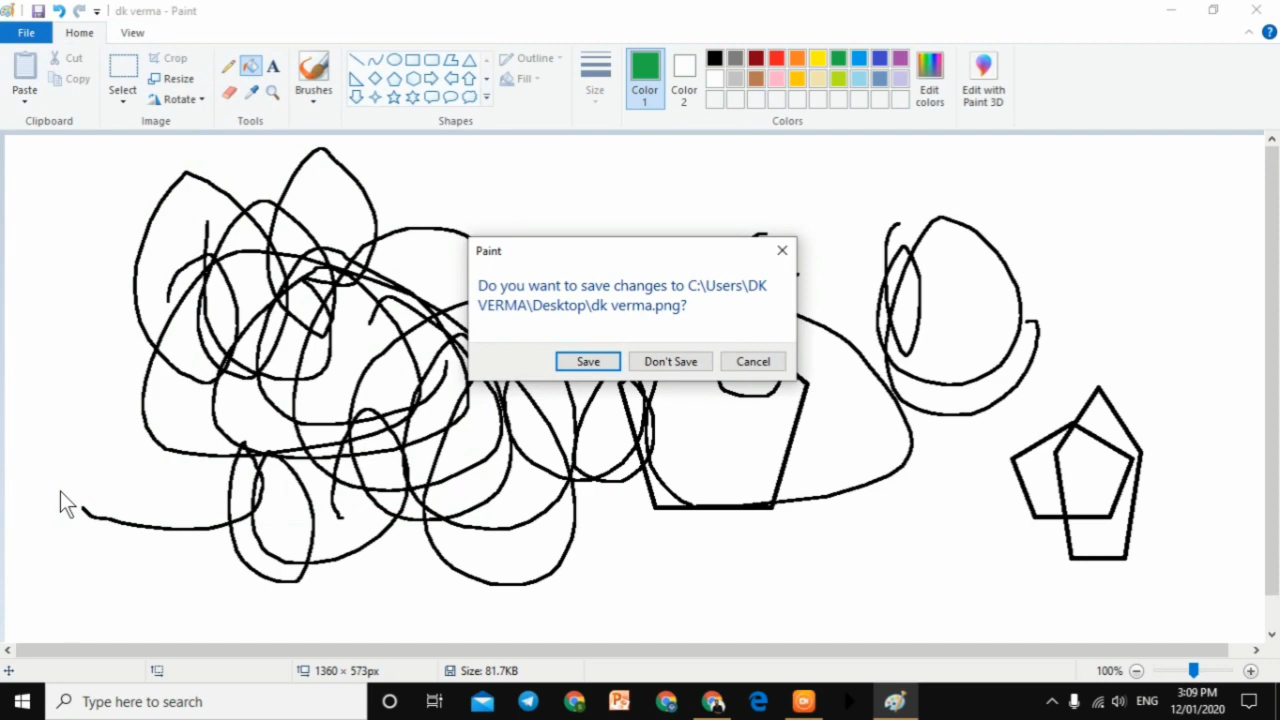 dk verma - Paint
File
Home
View
Paste
Cut
Copy
Clipboard
Select
Crop
Resize
Rotate
Image
A
Tools
Brushes
Shapes
Outline
Fill
Size
Color
1
Color
2
Colors
Edit
colors
Edit with
Paint 3D
Paint
Do you want to save changes to C:\Users\DK
VERMA\Desktop\dk verma.png?
Save
Don't Save
Cancel
1360 × 573px
Size: 81.7KB
100%
Type here to search
ENG
3:09 PM
12/01/2020